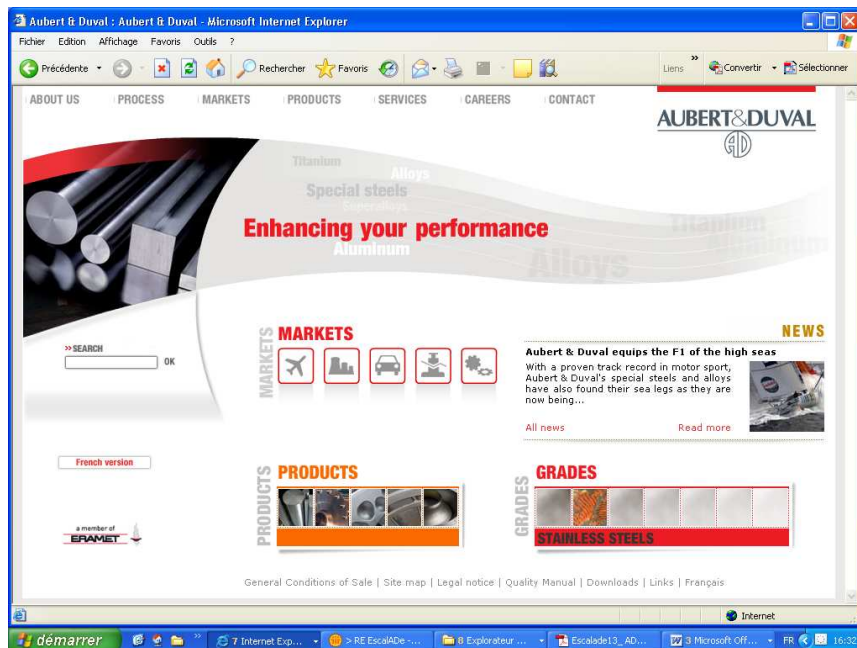 Aubert & Duval : Aubert & Duval - Microsoft Internet Explorer
Fichier Edition Affichage Favoris Outils ?
Précédente Rechercher Favoris Liens » Convertir Sélectionner
ABOUT US PROCESS MARKETS PRODUCTS SERVICES CAREERS CONTACT
AUBERT&DUVAL
AD
Titanium
Alloys
Special steels
Superalloys
Enhancing your performance
Aluminum
Alloys
Titanium
Aluminum
»SEARCH
OK
MARKETS
MARKETS
NEWS
Aubert & Duval equips the F1 of the high seas
With a proven track record in motor sport,
Aubert & Duval's special steels and alloys
have also found their sea legs as they are
now being...
All news Read more
French version
a member of
ERAMET
PRODUCTS
PRODUCTS
GRADES
GRADES
STAINLESS STEELS
General Conditions of Sale | Site map | Legal notice | Quality Manual | Downloads | Links | Français
Internet
démarrer » 7 Internet Exp... > RE EscalADe -... 8 Explorateur ... Escalade13_AD... 3 Microsoft Off... FR 16:32